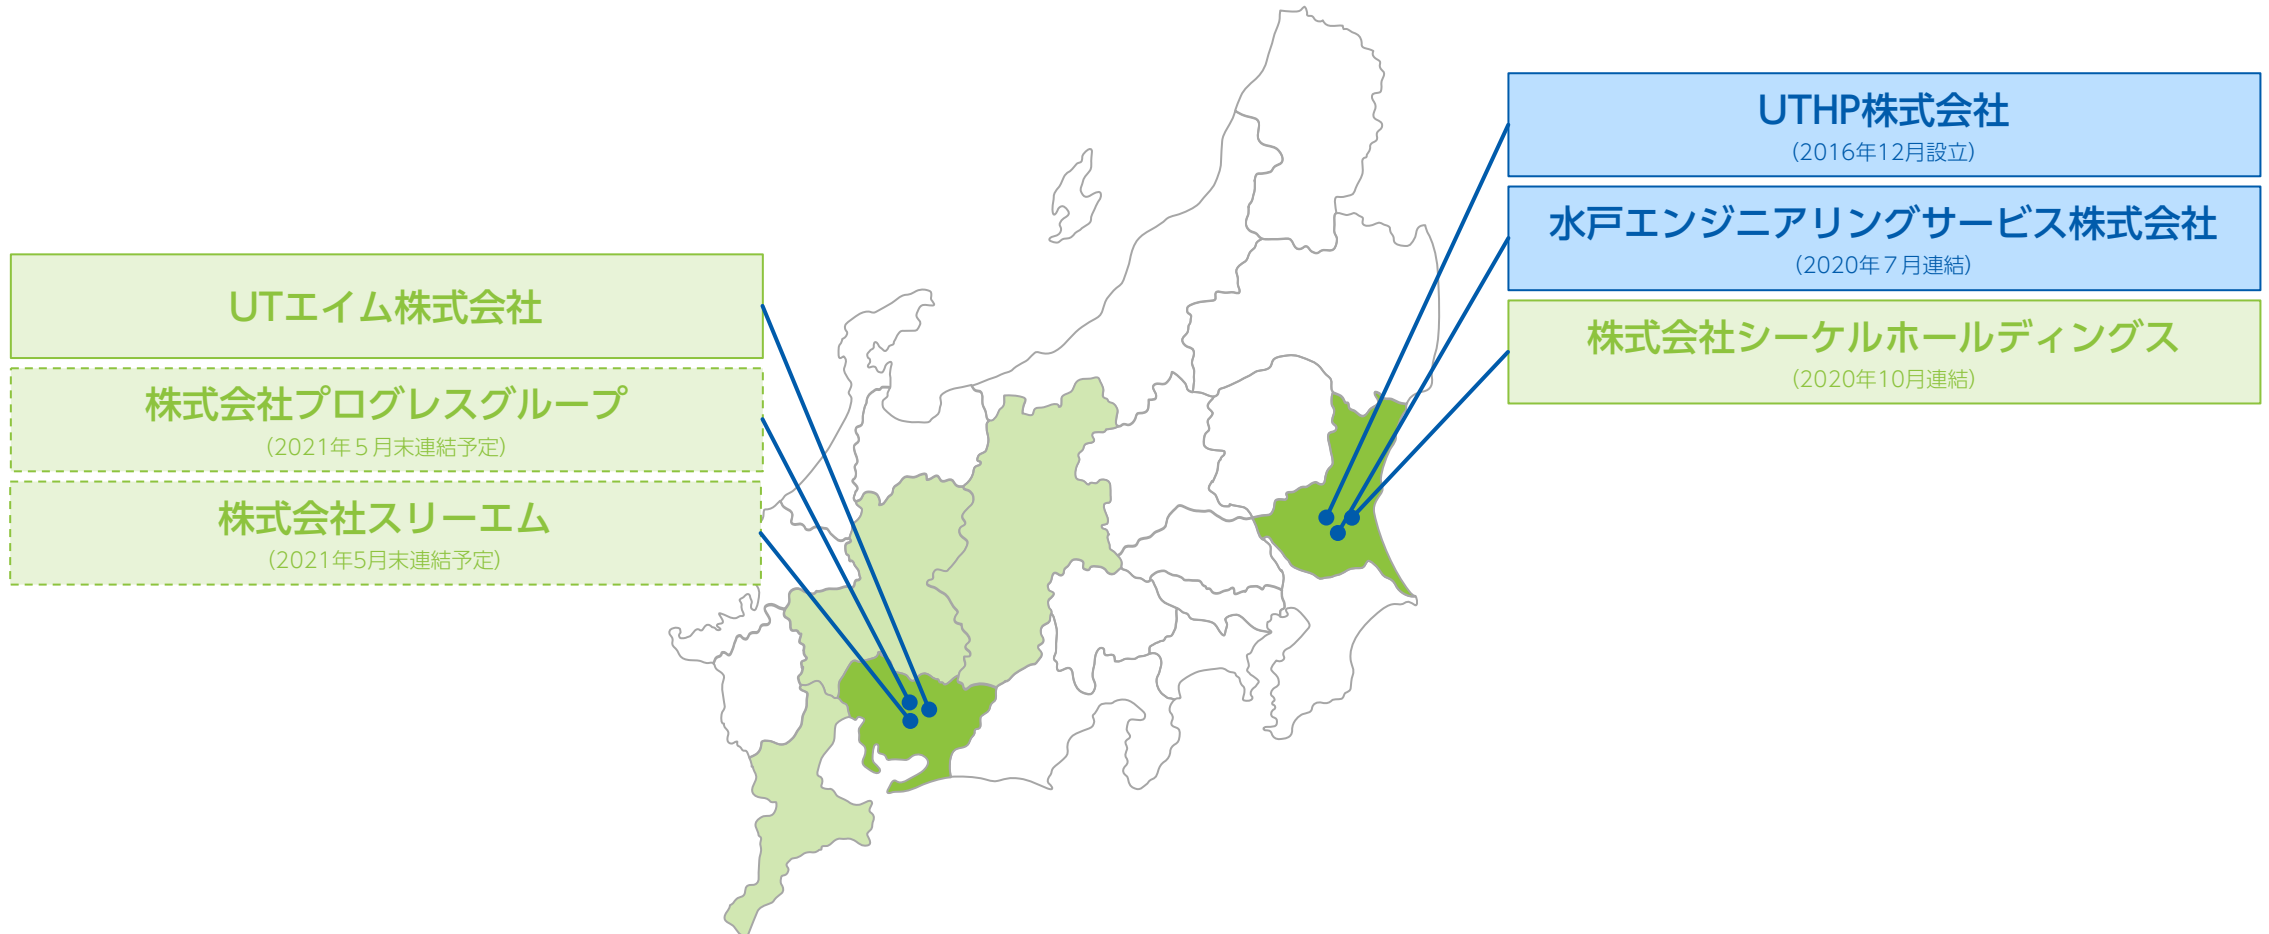 UTエイム株式会社
株式会社プログレスグループ
(2021年５月末連結予定)
株式会社スリーエム
(2021年5月末連結予定)
UTHP株式会社
(2016年12月設立)
水戸エンジニアリングサービス株式会社
(2020年７月連結)
株式会社シーケルホールディングス
(2020年10月連結)